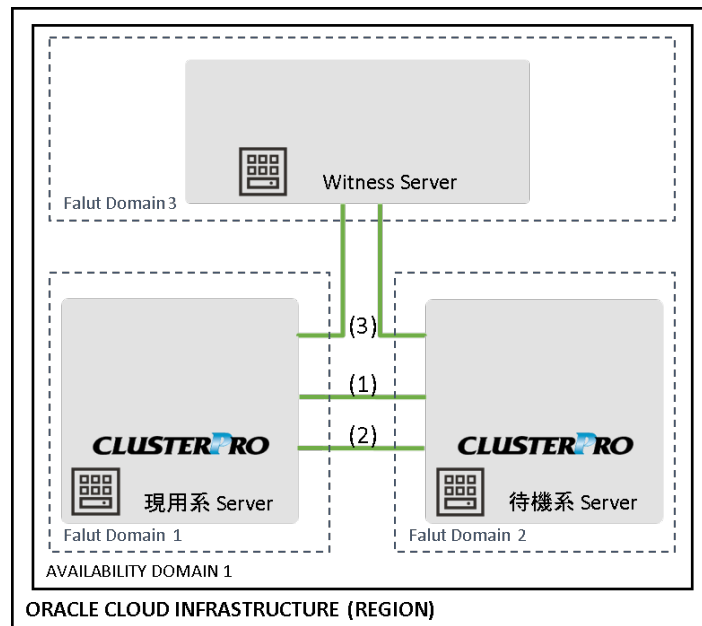 Witness Server
Falut Domain 3
(3)
(1)
(2)
CLUSTERPRO
CLUSTERPRO
現用系 Server
待機系 Server
Falut Domain 1
Falut Domain 2
AVAILABILITY DOMAIN 1
ORACLE CLOUD INFRASTRUCTURE (REGION)